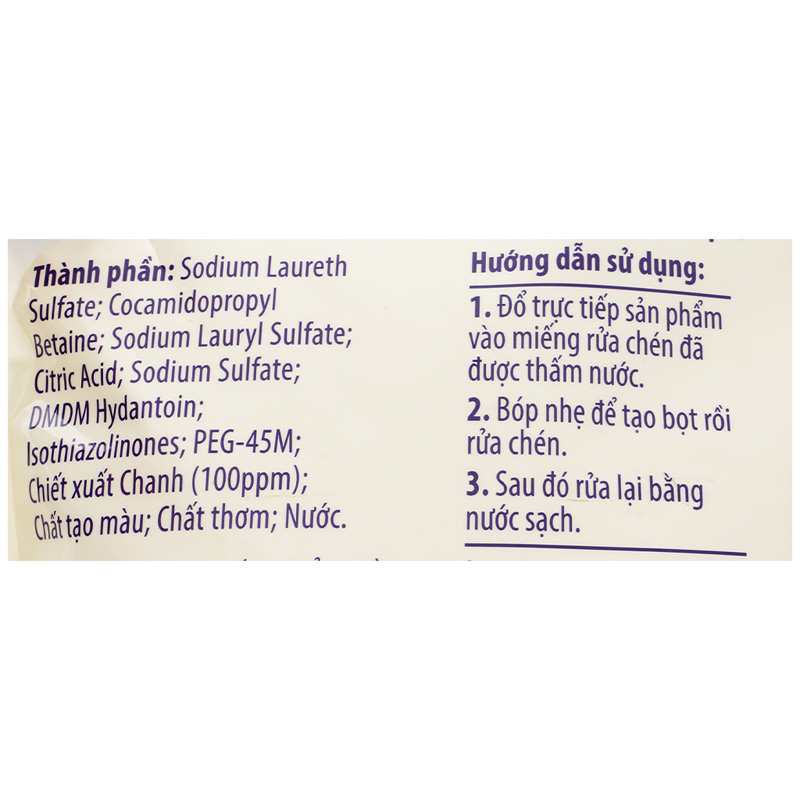 Thành phần: Sodium Laureth
Sulfate; Cocamidopropyl
Betaine; Sodium Lauryl Sulfate;
Citric Acid; Sodium Sulfate;
DMDM Hydantoin;
Isothiazolinones; PEG-45M;
Chiết xuất Chanh (100ppm);
Chất tạo màu; Chất thơm; Nước.
Hướng dẫn sử dụng:
1. Đổ trực tiếp sản phẩm
vào miếng rửa chén đã
được thấm nước.
2. Bóp nhẹ để tạo bọt rồi
rửa chén.
3. Sau đó rửa lại bằng
nước sạch.